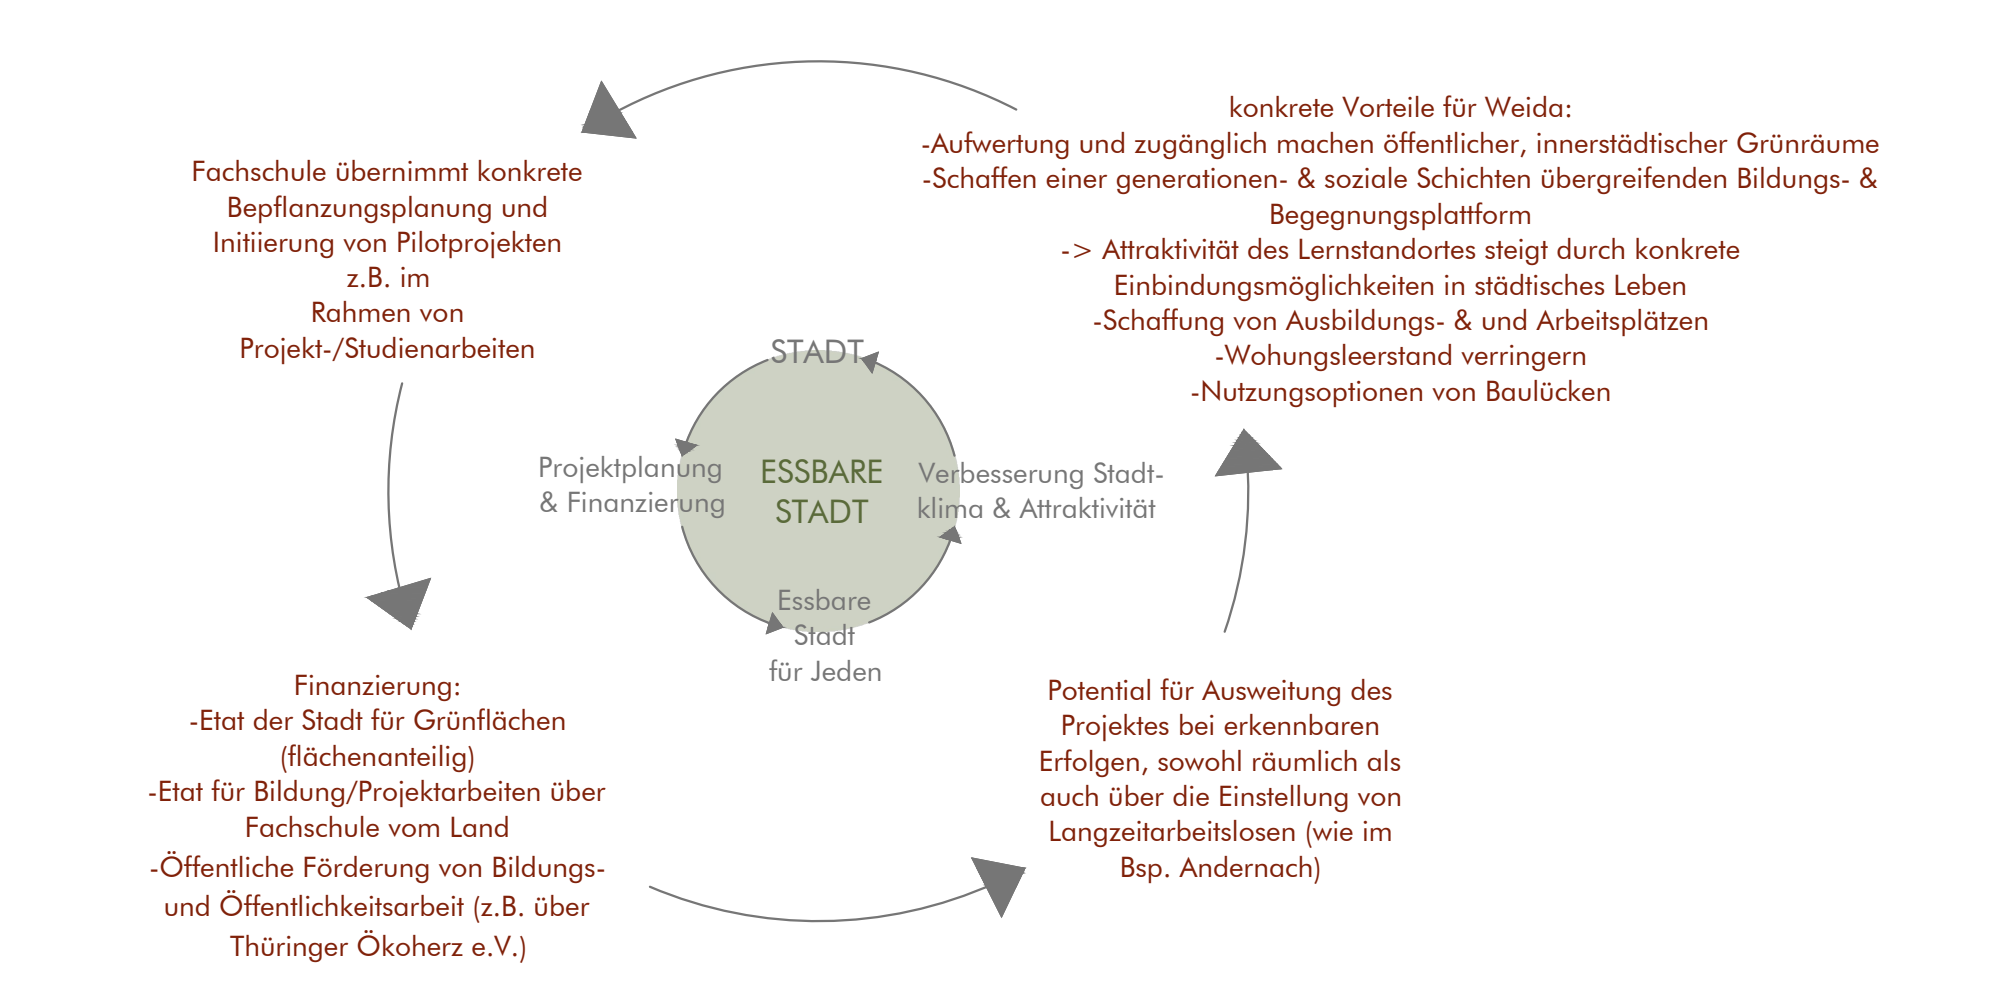 konkrete Vorteile für Weida:
-Aufwertung und zugänglich machen öffentlicher, innerstädtischer Grünräume
-Schaffen einer generationen- & soziale Schichten übergreifenden Bildungs- &
Begegnungsplattform
-> Attraktivität des Lernstandortes steigt durch konkrete
Einbindungsmöglichkeiten in städtisches Leben
-Schaffung von Ausbildungs- & und Arbeitsplätzen
-Wohungsleerstand verringern
-Nutzungsoptionen von Baulücken
Fachschule übernimmt konkrete
Bepflanzungsplanung und
Initiierung von Pilotprojekten
z.B. im
Rahmen von
Projekt-/Studienarbeiten
STADT
Projektplanung
& Finanzierung
ESSBARE
STADT
Verbesserung Stadt-
klima & Attraktivität
Essbare
Stadt
für Jeden
Finanzierung:
-Etat der Stadt für Grünflächen
(flächenanteilig)
-Etat für Bildung/Projektarbeiten über
Fachschule vom Land
-Öffentliche Förderung von Bildungs-
und Öffentlichkeitsarbeit (z.B. über
Thüringer Ökoherz e.V.)
Potential für Ausweitung des
Projektes bei erkennbaren
Erfolgen, sowohl räumlich als
auch über die Einstellung von
Langzeitarbeitslosen (wie im
Bsp. Andernach)